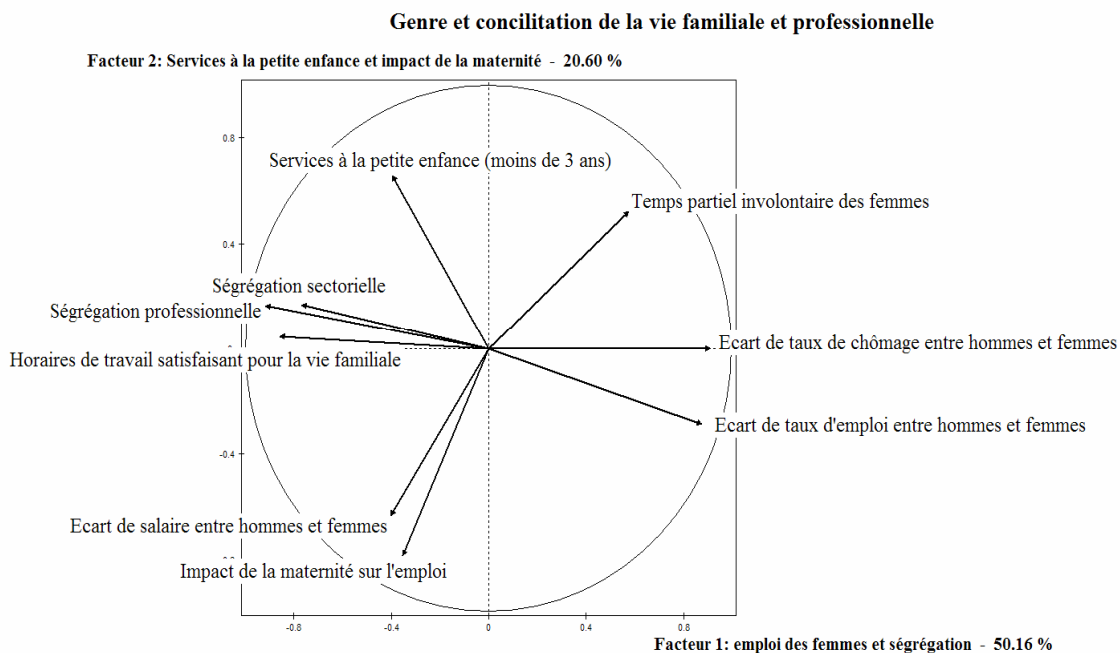 Genre et concilitation de la vie familiale et professionnelle
Facteur 2: Services à la petite enfance et impact de la maternité - 20.60 %
0.8
Services à la petite enfance (moins de 3 ans)
Temps partiel involontaire des femmes
0.4
Ségrégation sectorielle
Ségrégation professionnelle
Ecart de taux de chômage entre hommes et femmes
Horaires de travail satisfaisant pour la vie familiale
Ecart de taux d'emploi entre hommes et femmes
-0.4
Ecart de salaire entre hommes et femmes
Impact de la maternité sur l'emploi
-0.8 -0.4 0 0.4 0.8
Facteur 1: emploi des femmes et ségrégation - 50.16 %